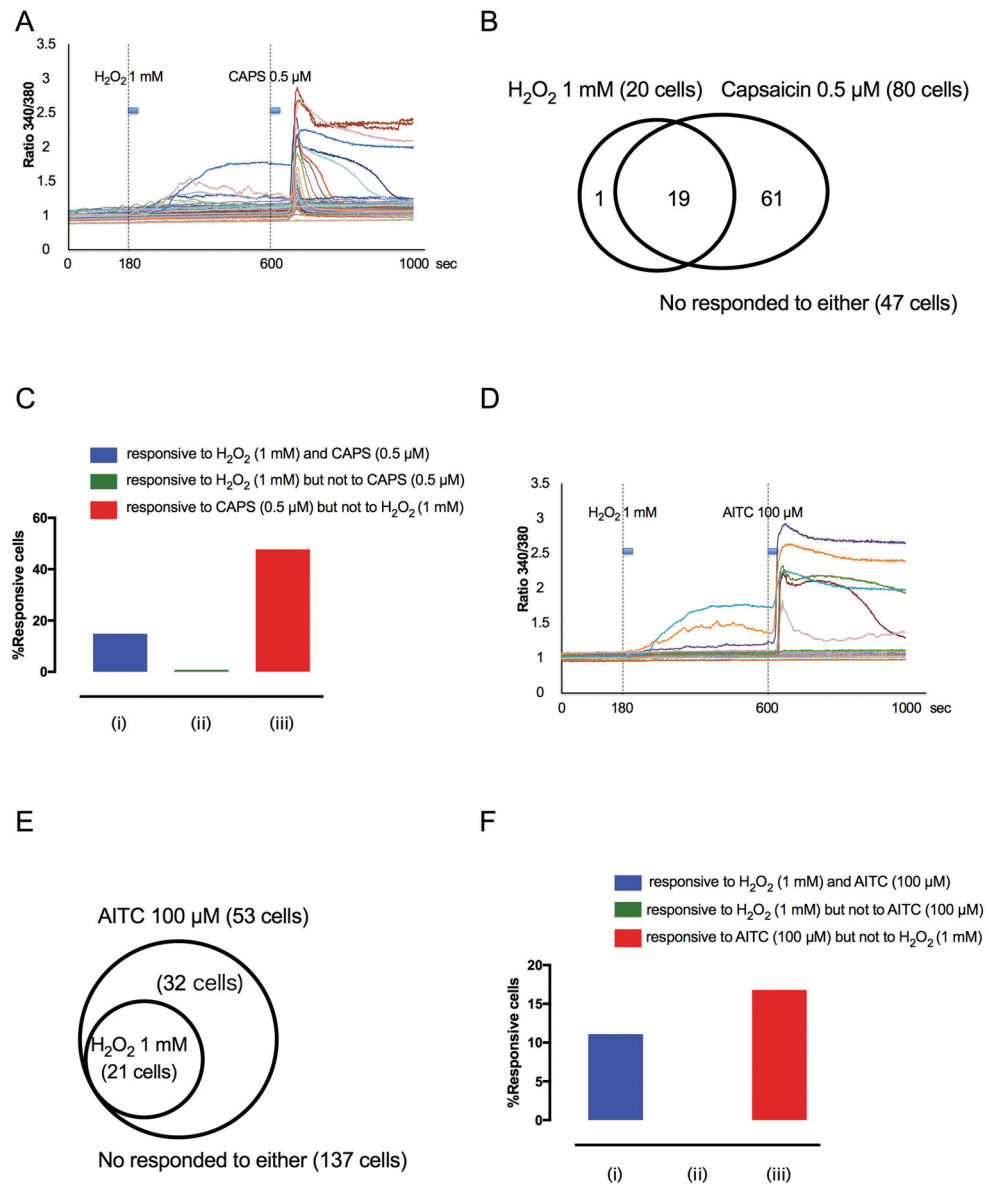 A
3.5
3
2.5
2
1.5
1
0
Ratio 340/380
H₂O₂ 1 mM
CAPS 0.5 µM
0 180 600 1000 sec
B
H₂O₂ 1 mM (20 cells) Capsaicin 0.5 µM (80 cells)
1 19 61
No responded to either (47 cells)
C
responsive to H₂O₂ (1 mM) and CAPS (0.5 µM)
responsive to H₂O₂ (1 mM) but not to CAPS (0.5 µM)
responsive to CAPS (0.5 µM) but not to H₂O₂ (1 mM)
60
40
20
0
%Responsive cells
(i) (ii) (iii)
D
3.5
3
2.5
2
1.5
1
0
Ratio 340/380
H₂O₂ 1 mM
AITC 100 µM
0 180 600 1000 sec
E
AITC 100 µM (53 cells)
(32 cells)
H₂O₂ 1 mM
(21 cells)
No responded to either (137 cells)
F
responsive to H₂O₂ (1 mM) and AITC (100 µM)
responsive to H₂O₂ (1 mM) but not to AITC (100 µM)
responsive to AITC (100 µM) but not to H₂O₂ (1 mM)
20
15
10
5
0
%Responsive cells
(i) (ii) (iii)